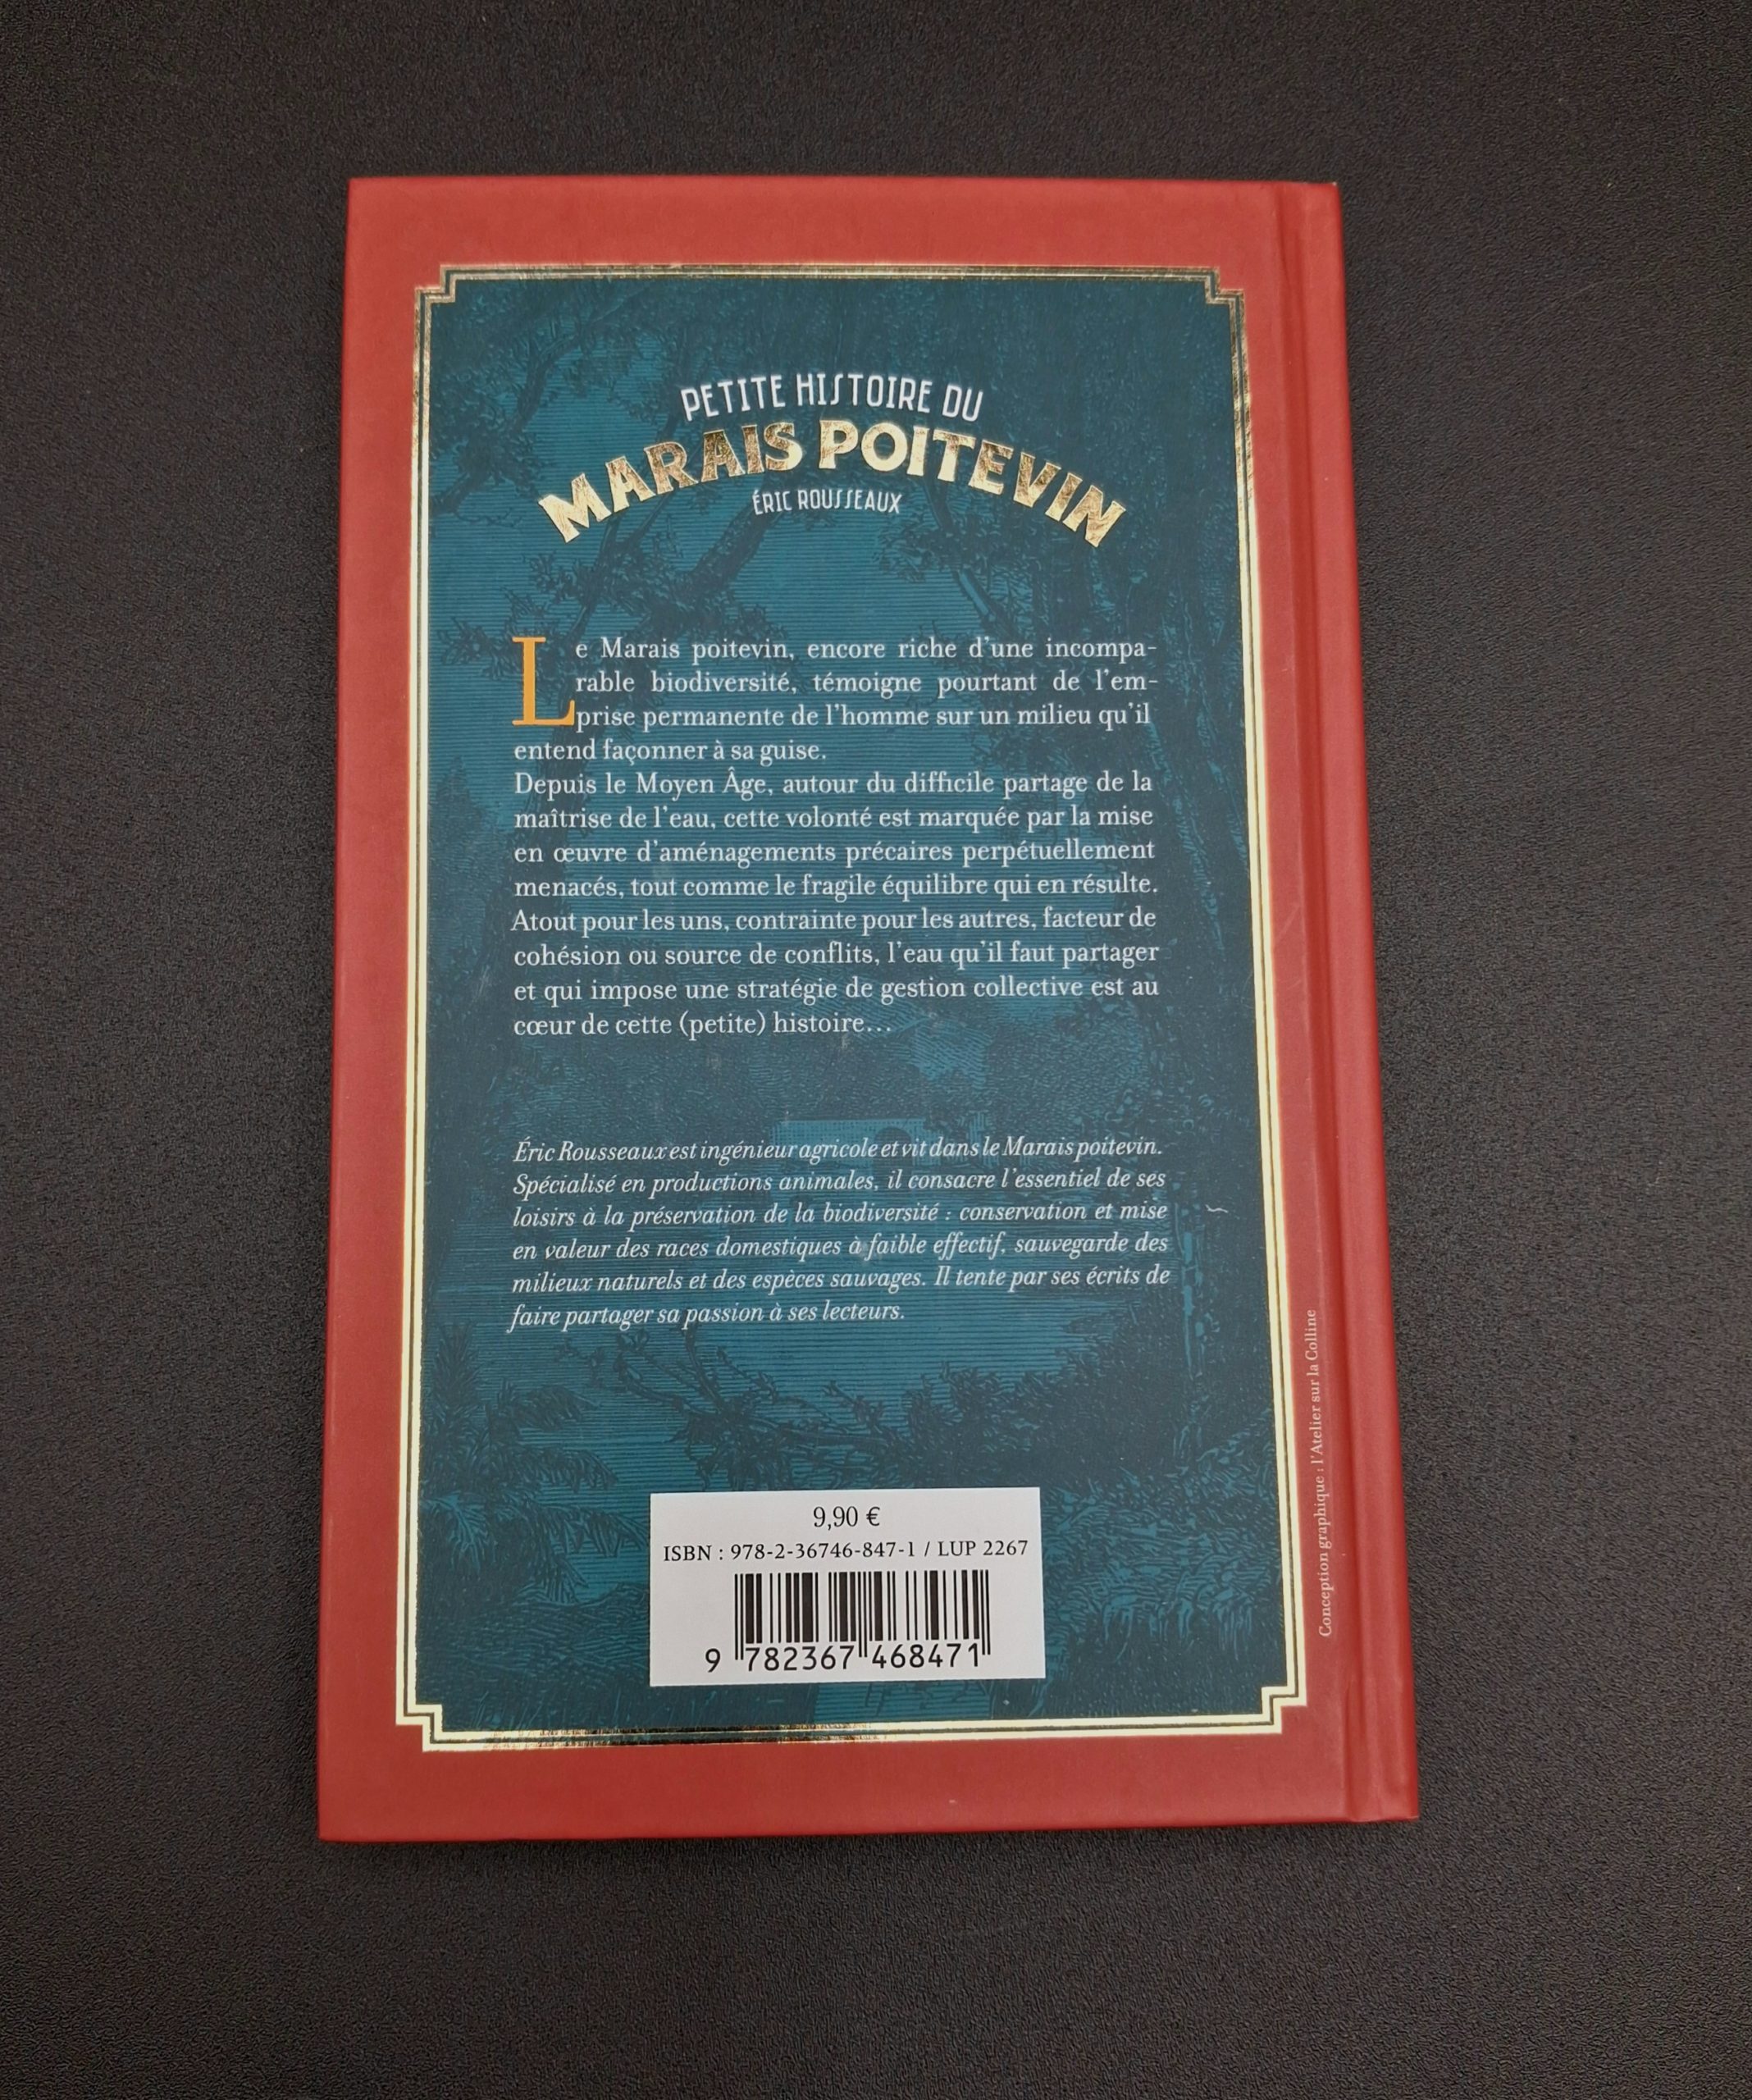 PETITE HISTOIRE DU
MARAIS POITEVIN
ÉRIC ROUSSEAUX
Le Marais poitevin, encore riche d'une incompa-
rable biodiversité, témoigne pourtant de l'em-
prise permanente de l'homme sur un milieu qu'il
entend façonner à sa guise.
Depuis le Moyen Âge, autour du difficile partage de la
maîtrise de l'eau, cette volonté est marquée par la mise
en œuvre d'aménagements précaires perpétuellement
menacés, tout comme le fragile équilibre qui en résulte.
Atout pour les uns, contrainte pour les autres, facteur de
cohésion ou source de conflits, l'eau qu'il faut partager
et qui impose une stratégie de gestion collective est au
cœur de cette (petite) histoire…
Éric Rousseaux est ingénieur agricole et vit dans le Marais poitevin.
Spécialisé en productions animales, il consacre l'essentiel de ses
loisirs à la préservation de la biodiversité : conservation et mise
en valeur des races domestiques à faible effectif, sauvegarde des
milieux naturels et des espèces sauvages. Il tente par ses écrits de
faire partager sa passion à ses lecteurs.
Conception graphique : l'Atelier sur la Colline
9,90 €
ISBN : 978-2-36746-847-1 / LUP 2267
9 782367 468471